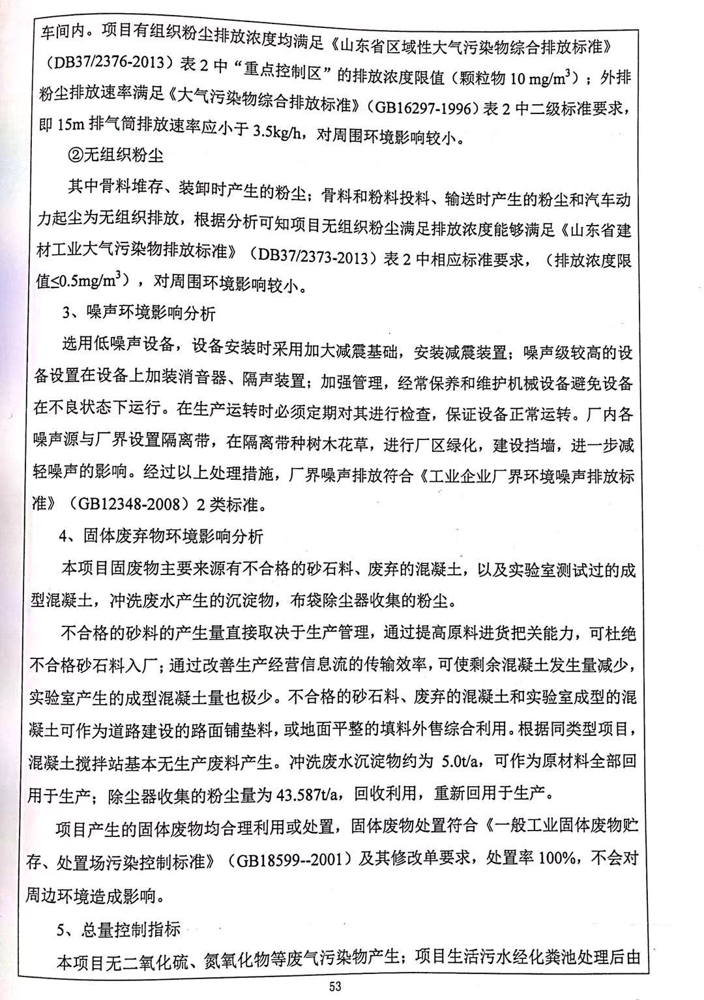 车间内。项目有组织粉尘排放浓度均满足《山东省区域性大气污染物综合排放标准》
（DB37/2376-2013）表 2 中“重点控制区”的排放浓度限值（颗粒物 10 mg/m³）；外排
粉尘排放速率满足《大气污染物综合排放标准》（GB16297-1996）表 2 中二级标准要求，
即 15m 排气筒排放速率应小于 3.5kg/h，对周围环境影响较小。
②无组织粉尘
其中骨料堆存、装卸时产生的粉尘；骨料和粉料投料、输送时产生的粉尘和汽车动
力起尘为无组织排放，根据分析可知项目无组织粉尘满足排放浓度能够满足《山东省建
材工业大气污染物排放标准》（DB37/2373-2013）表 2 中相应标准要求，（排放浓度限
值≤0.5mg/m³），对周围环境影响较小。
3、噪声环境影响分析
选用低噪声设备，设备安装时采用加大减震基础，安装减震装置；噪声级较高的设
备设置在设备上加装消音器、隔声装置；加强管理，经常保养和维护机械设备避免设备
在不良状态下运行。在生产运转时必须定期对其进行检查，保证设备正常运转。厂内各
噪声源与厂界设置隔离带，在隔离带种树木花草，进行厂区绿化，建设挡墙，进一步减
轻噪声的影响。经过以上处理措施，厂界噪声排放符合《工业企业厂界环境噪声排放标
准》（GB12348-2008）2 类标准。
4、固体废弃物环境影响分析
本项目固废物主要来源有不合格的砂石料、废弃的混凝土，以及实验室测试过的成
型混凝土，冲洗废水产生的沉淀物，布袋除尘器收集的粉尘。
不合格的砂料的产生量直接取决于生产管理，通过提高原料进货把关能力，可杜绝
不合格砂石料入厂；通过改善生产经营信息流的传输效率，可使剩余混凝土发生量减少，
实验室产生的成型混凝土量也极少。不合格的砂石料、废弃的混凝土和实验室成型的混
凝土可作为道路建设的路面铺垫料，或地面平整的填料外售综合利用。根据同类型项目，
混凝土搅拌站基本无生产废料产生。冲洗废水沉淀物约为 5.0t/a，可作为原材料全部回
用于生产；除尘器收集的粉尘量为 43.587t/a，回收利用，重新回用于生产。
项目产生的固体废物均合理利用或处置，固体废物处置符合《一般工业固体废物贮
存、处置场污染控制标准》（GB18599--2001）及其修改单要求，处置率 100%，不会对
周边环境造成影响。
5、总量控制指标
本项目无二氧化硫、氮氧化物等废气污染物产生；项目生活污水经化粪池处理后由
53